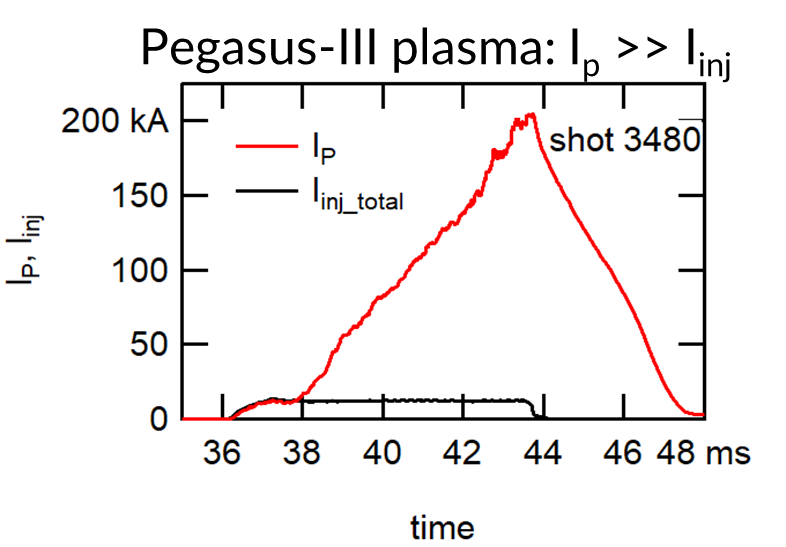 Pegasus-III plasma: Ip >> Iinj
200 kA
150
100
50
0
IP, Iinj
IP
Iinj_total
shot 3480
36 38 40 42 44 46 48 ms
time